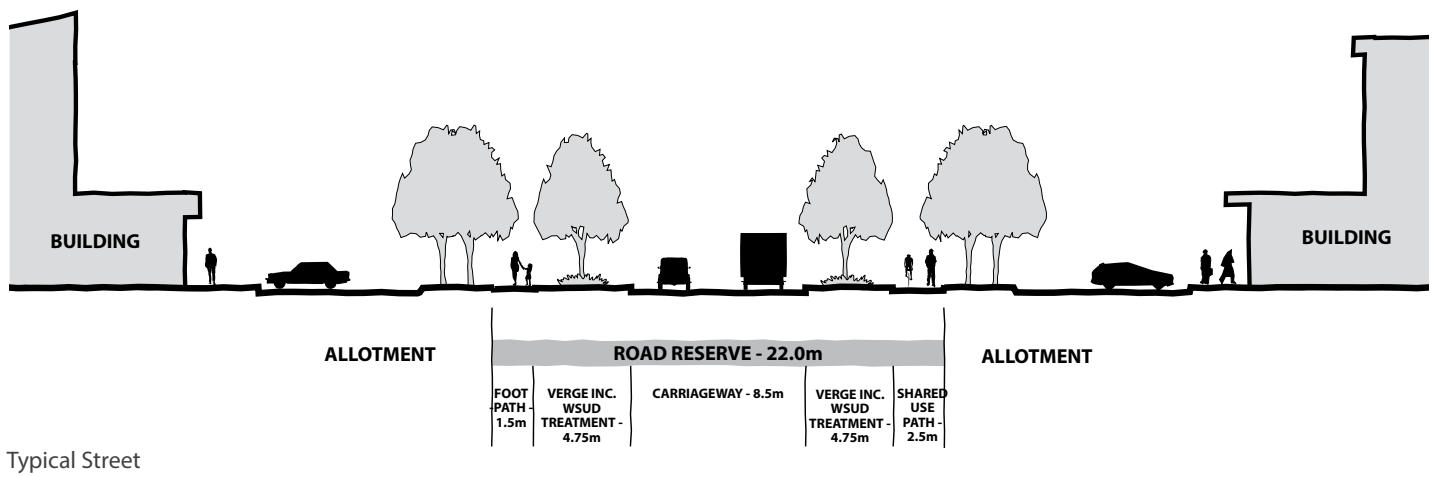 BUILDING
BUILDING
ALLOTMENT
ROAD RESERVE - 22.0m
ALLOTMENT
FOOT
-PATH -
1.5m
VERGE INC.
WSUD
TREATMENT -
4.75m
CARRIAGEWAY - 8.5m
VERGE INC.
WSUD
TREATMENT -
4.75m
SHARED
USE
PATH -
2.5m
Typical Street